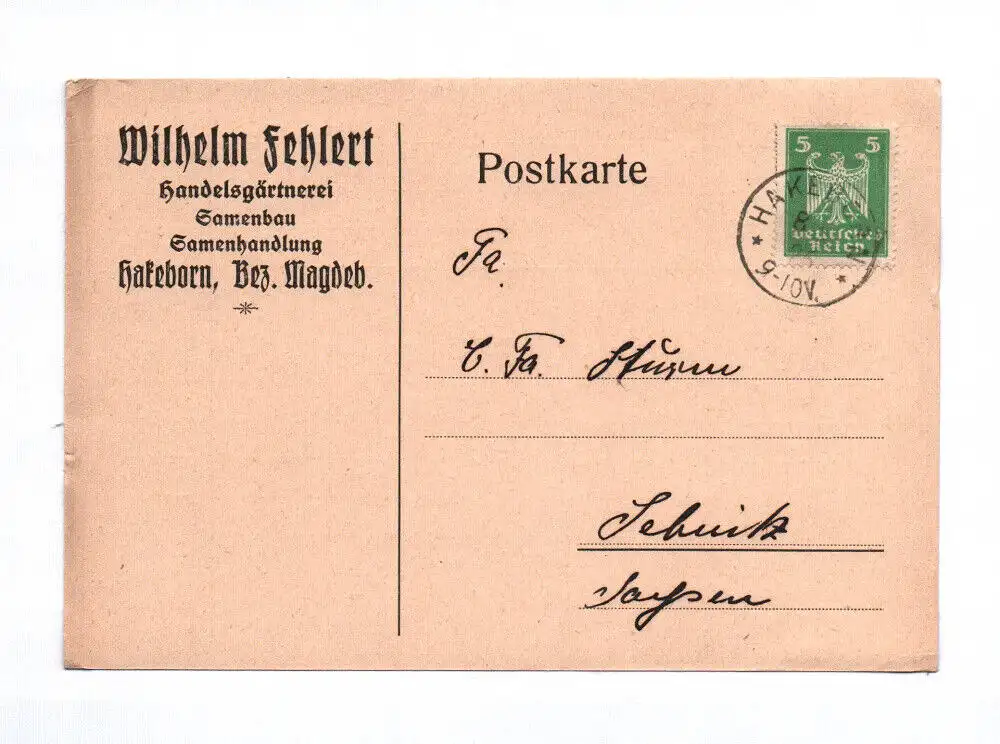 Wilhelm Fehlert
Handelsgärtnerei
Samenbau
Samenhandlung
Hakeborn, Bez. Magdeb.
Postkarte
5 5
Deutsches
Reich
HAKE
9-10V.
Fa.
C. Fa. Sturm
Sebnitz
Sachsen